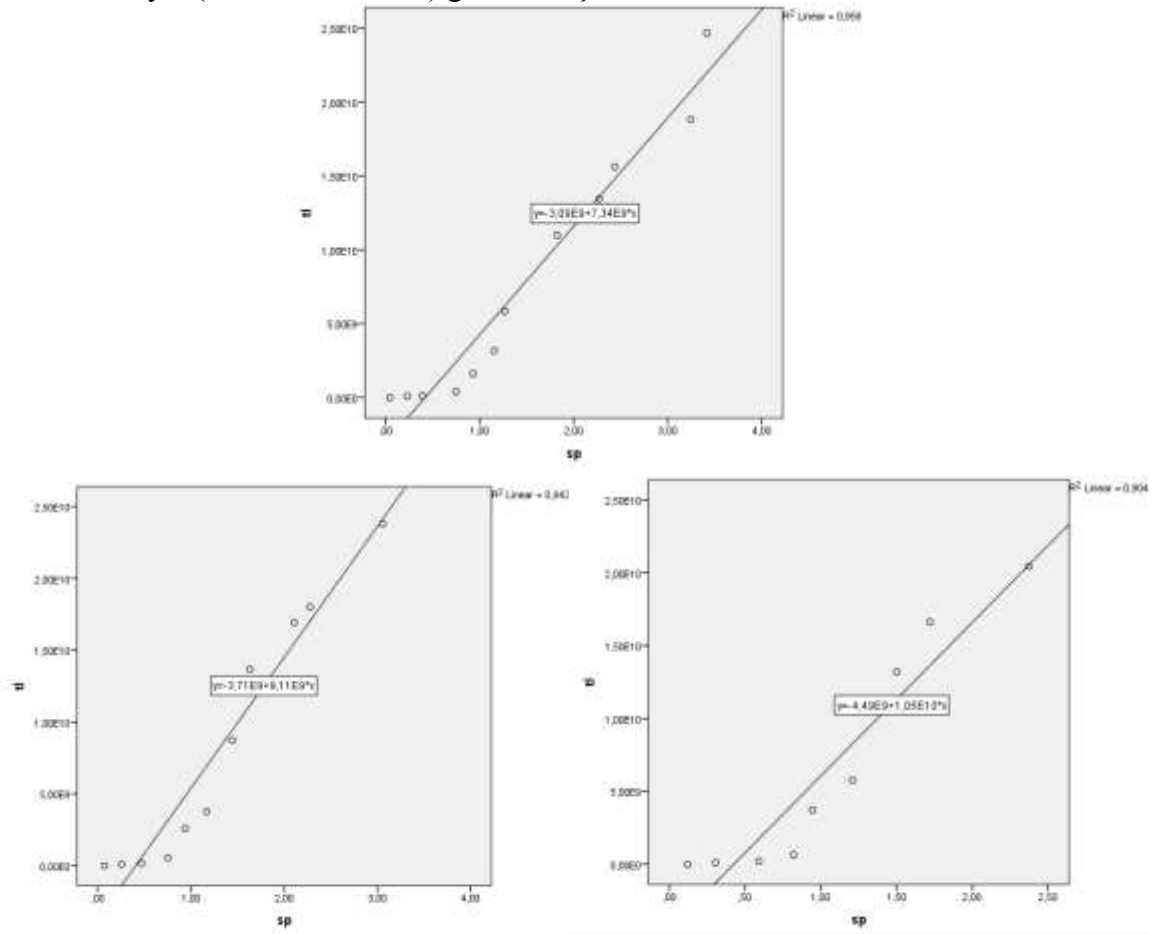 R² Linear = 0,958
2,50E10
2,00E10
1,50E10
1,00E10
5,00E9
0,00E0
y=-3,09E9+7,34E9*x
,00
1,00
2,00
3,00
4,00
sp
R² Linear = 0,942
2,50E10
2,00E10
1,50E10
1,00E10
5,00E9
0,00E0
y=-3,71E9+9,11E9*x
,00
1,00
2,00
3,00
4,00
sp
R² Linear = 0,904
2,50E10
2,00E10
1,50E10
1,00E10
5,00E9
0,00E0
y=-4,49E9+1,05E10*x
,00
,50
1,00
1,50
2,00
2,50
sp